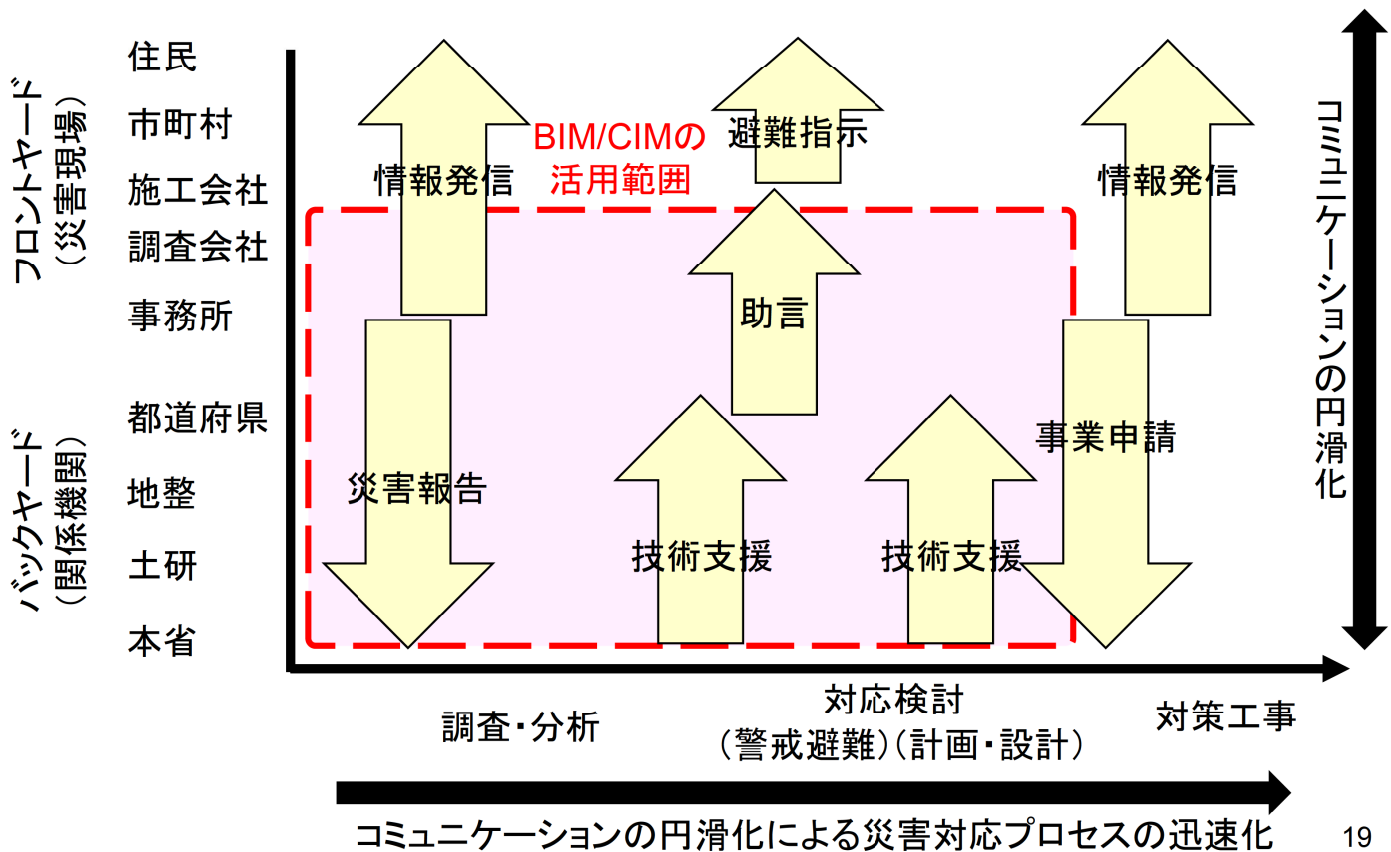 フロントヤード
（災害現場）
住民
市町村
施工会社
調査会社
事務所
バックヤード
（関係機関）
都道府県
地整
土研
本省
BIM/CIMの
活用範囲
情報発信
避難指示
情報発信
助言
災害報告
技術支援
技術支援
事業申請
コミュニケーションの円滑化
調査・分析
対応検討
（警戒避難）（計画・設計）
対策工事
コミュニケーションの円滑化による災害対応プロセスの迅速化
19